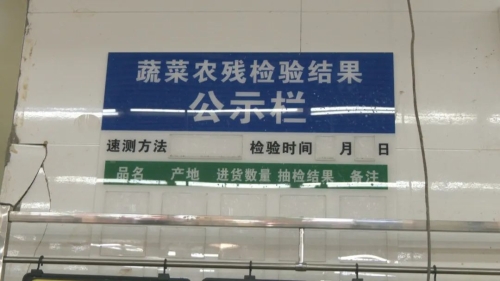 蔬菜农残检验结果
公示栏
速测方法 检验时间 月 日
品名 产地 进货数量 抽检结果 备注